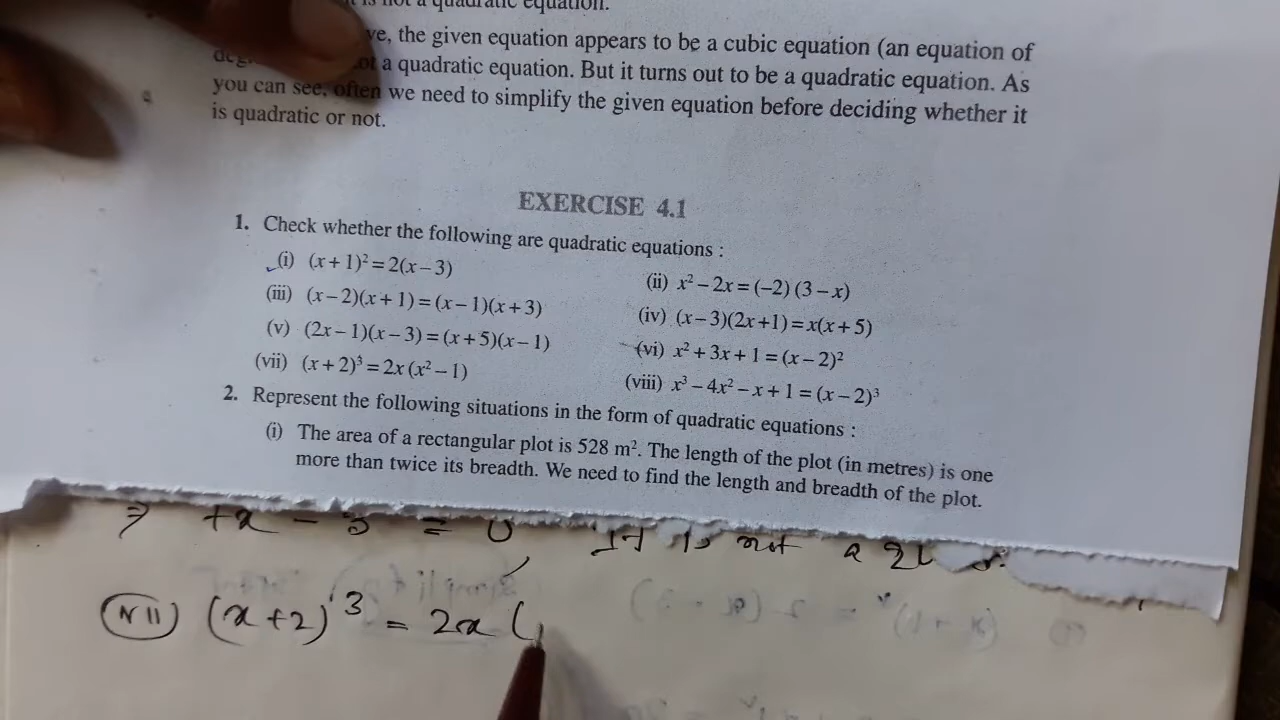 is not a quadratic equation.
ve, the given equation appears to be a cubic equation (an equation of
a quadratic equation. But it turns out to be a quadratic equation. As
you can see, often we need to simplify the given equation before deciding whether it
is quadratic or not.
EXERCISE 4.1
1. Check whether the following are quadratic equations :
(i) (x + 1)² = 2(x – 3)
(ii) x² – 2x = (–2) (3 – x)
(iii) (x – 2)(x + 1) = (x – 1)(x + 3)
(iv) (x – 3)(2x +1) = x(x + 5)
(v) (2x – 1)(x – 3) = (x + 5)(x – 1)
(vi) x² + 3x + 1 = (x – 2)²
(vii) (x + 2)³ = 2x (x² – 1)
(viii) x³ – 4x² – x + 1 = (x – 2)³
2. Represent the following situations in the form of quadratic equations :
(i) The area of a rectangular plot is 528 m². The length of the plot (in metres) is one
more than twice its breadth. We need to find the length and breadth of the plot.
It is not a
(VII) (x+2)³ = 2x (